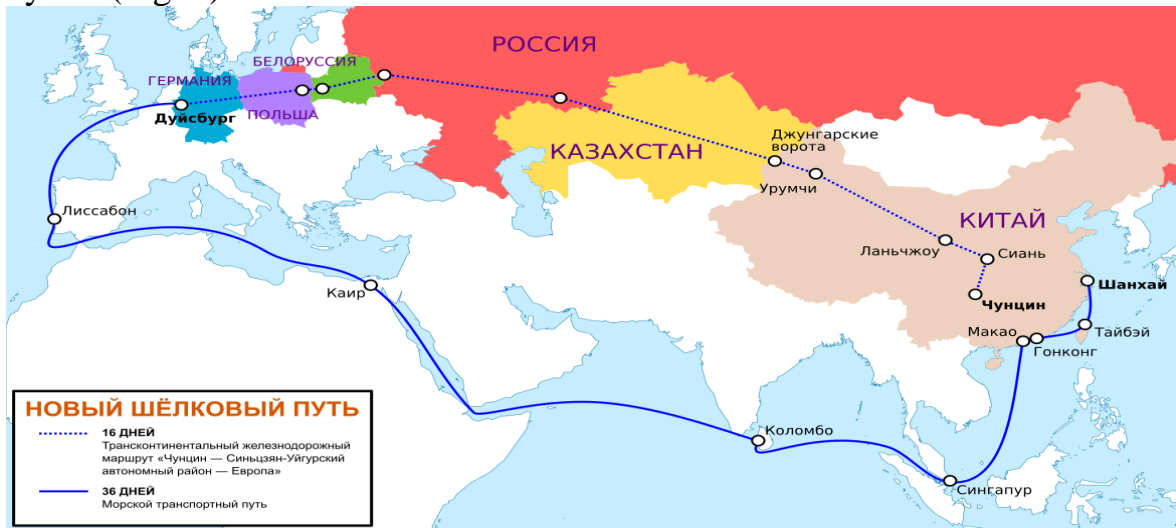 РОССИЯ
БЕЛОРУССИЯ
ГЕРМАНИЯ
ПОЛЬША
Дуйсбург
КАЗАХСТАН
Джунгарские
ворота
Урумчи
КИТАЙ
Лиссабон
Ланьчжоу
Сиань
Каир
Чунцин
Шанхай
Макао
Тайбэй
Гонконг
Коломбо
Сингапур
НОВЫЙ ШЁЛКОВЫЙ ПУТЬ
16 ДНЕЙ
Трансконтинентальный железнодорожный
маршрут «Чунцин — Синьцзян-Уйгурский
автономный район — Европа»
36 ДНЕЙ
Морской транспортный путь